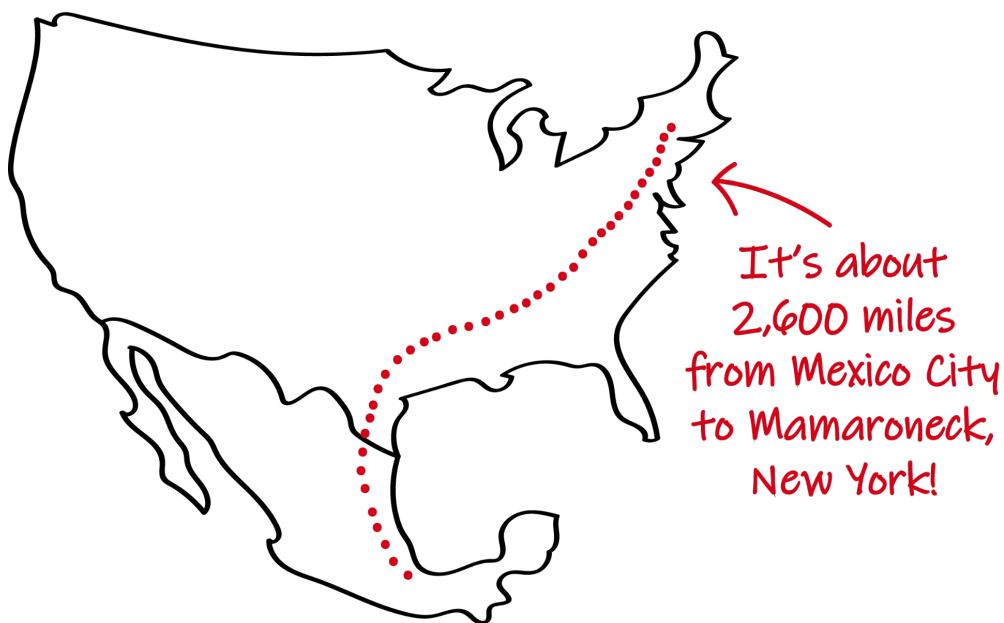 It's about
2,600 miles
from Mexico City
to Mamaroneck,
New York!